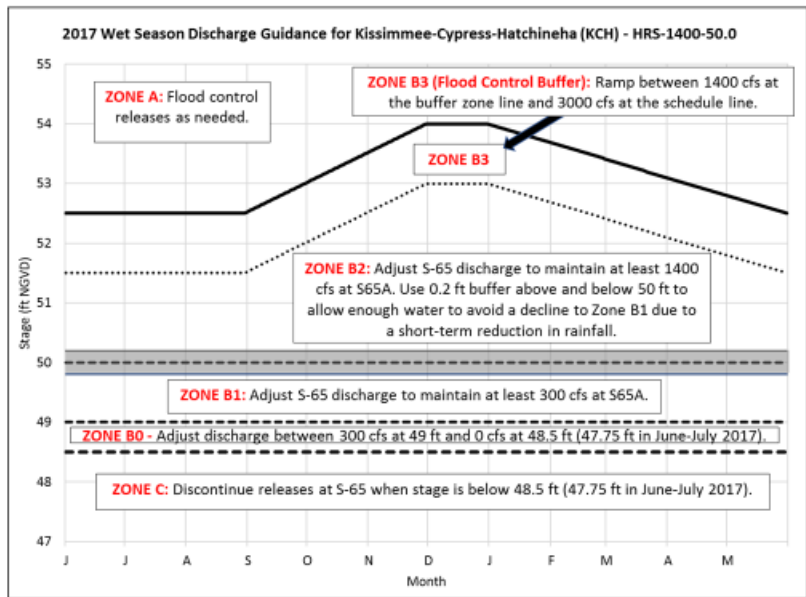 2017 Wet Season Discharge Guidance for Kissimmee-Cypress-Hatchineha (KCH) - HRS-1400-50.0
55
54
53
52
51
50
49
48
47
Stage (ft NGVD)
ZONE A: Flood control
releases as needed.
ZONE B3 (Flood Control Buffer): Ramp between 1400 cfs at
the buffer zone line and 3000 cfs at the schedule line.
ZONE B3
ZONE B2: Adjust S-65 discharge to maintain at least 1400
cfs at S65A. Use 0.2 ft buffer above and below 50 ft to
allow enough water to avoid a decline to Zone B1 due to
a short-term reduction in rainfall.
ZONE B1: Adjust S-65 discharge to maintain at least 300 cfs at S65A.
ZONE B0 - Adjust discharge between 300 cfs at 49 ft and 0 cfs at 48.5 ft (47.75 ft in June-July 2017).
ZONE C: Discontinue releases at S-65 when stage is below 48.5 ft (47.75 ft in June-July 2017).
J J A S O N D J F M A M
Month